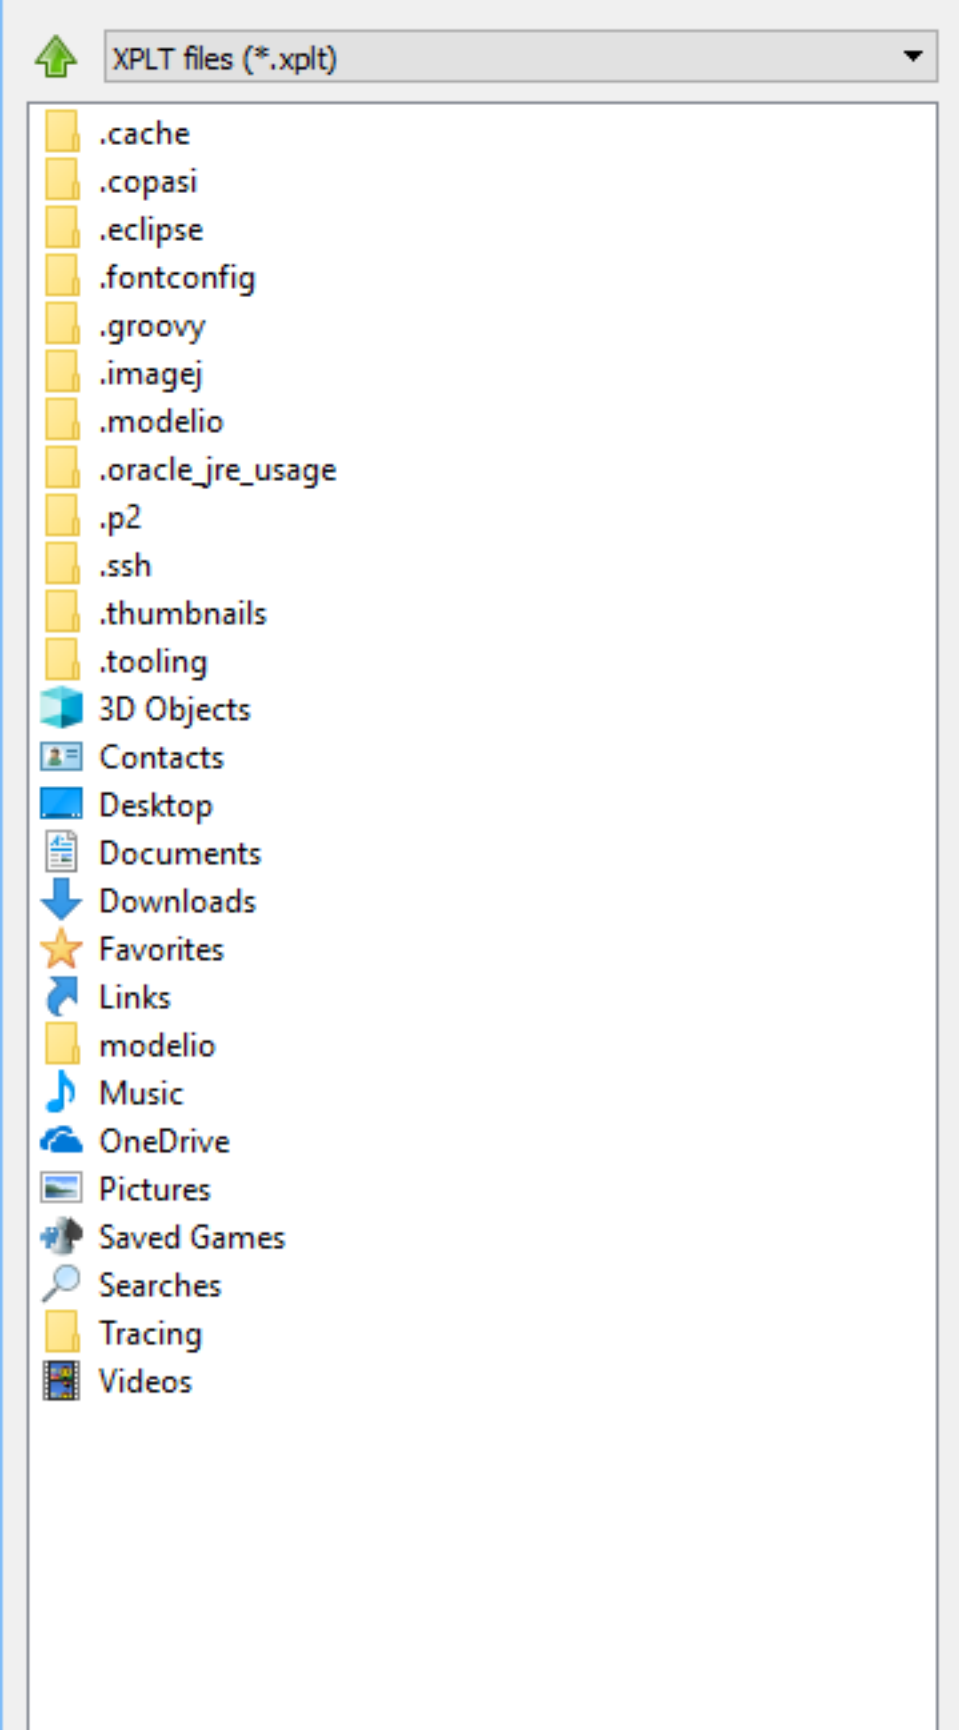 XPLT files (*.xplt)
.cache
.copasi
.eclipse
.fontconfig
.groovy
.imagej
.modelio
.oracle_jre_usage
.p2
.ssh
.thumbnails
.tooling
3D Objects
Contacts
Desktop
Documents
Downloads
Favorites
Links
modelio
Music
OneDrive
Pictures
Saved Games
Searches
Tracing
Videos